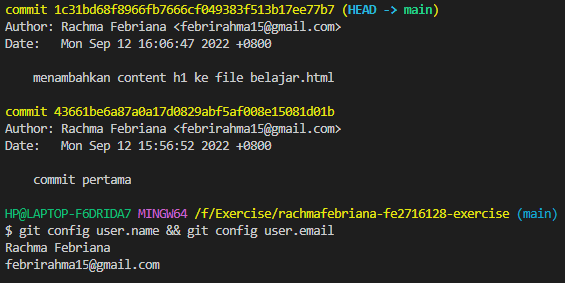 commit 1c31bd68f8966fb7666cf049383f513b17ee77b7 (HEAD -> main)
Author: Rachma Febriana <febrirahma15@gmail.com>
Date:   Mon Sep 12 16:06:47 2022 +0800
menambahkan content h1 ke file belajar.html
commit 43661be6a87a0a17d0829abf5af008e15081d01b
Author: Rachma Febriana <febrirahma15@gmail.com>
Date:   Mon Sep 12 15:56:52 2022 +0800
commit pertama
HP@LAPTOP-F6DRIDA7 MINGW64 /f/Exercise/rachmafebriana-fe2716128-exercise (main)
$ git config user.name && git config user.email
Rachma Febriana
febrirahma15@gmail.com